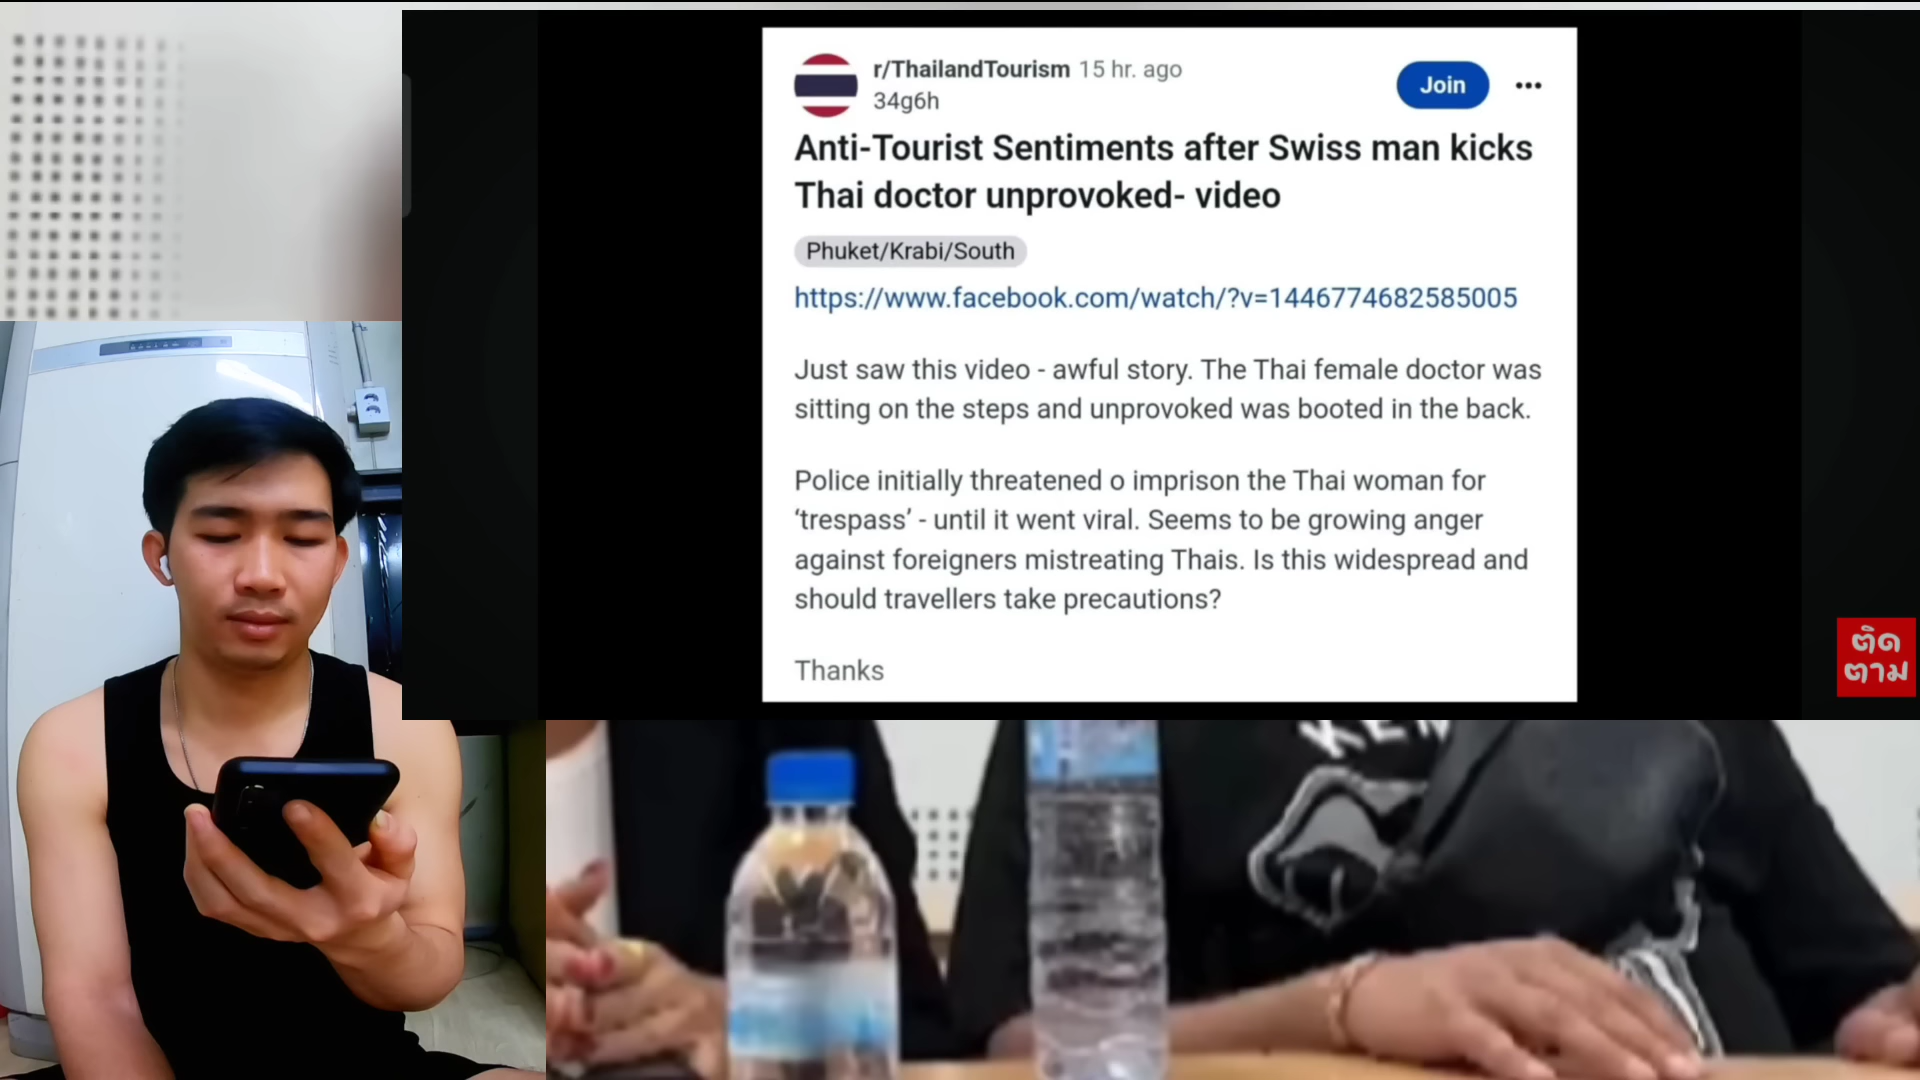 r/ThailandTourism 15 hr. ago
34g6h
Join
Anti-Tourist Sentiments after Swiss man kicks
Thai doctor unprovoked- video
Phuket/Krabi/South
https://www.facebook.com/watch/?v=1446774682585005
Just saw this video - awful story. The Thai female doctor was
sitting on the steps and unprovoked was booted in the back.
Police initially threatened o imprison the Thai woman for
‘trespass’ - until it went viral. Seems to be growing anger
against foreigners mistreating Thais. Is this widespread and
should travellers take precautions?
Thanks
ติด
ตาม